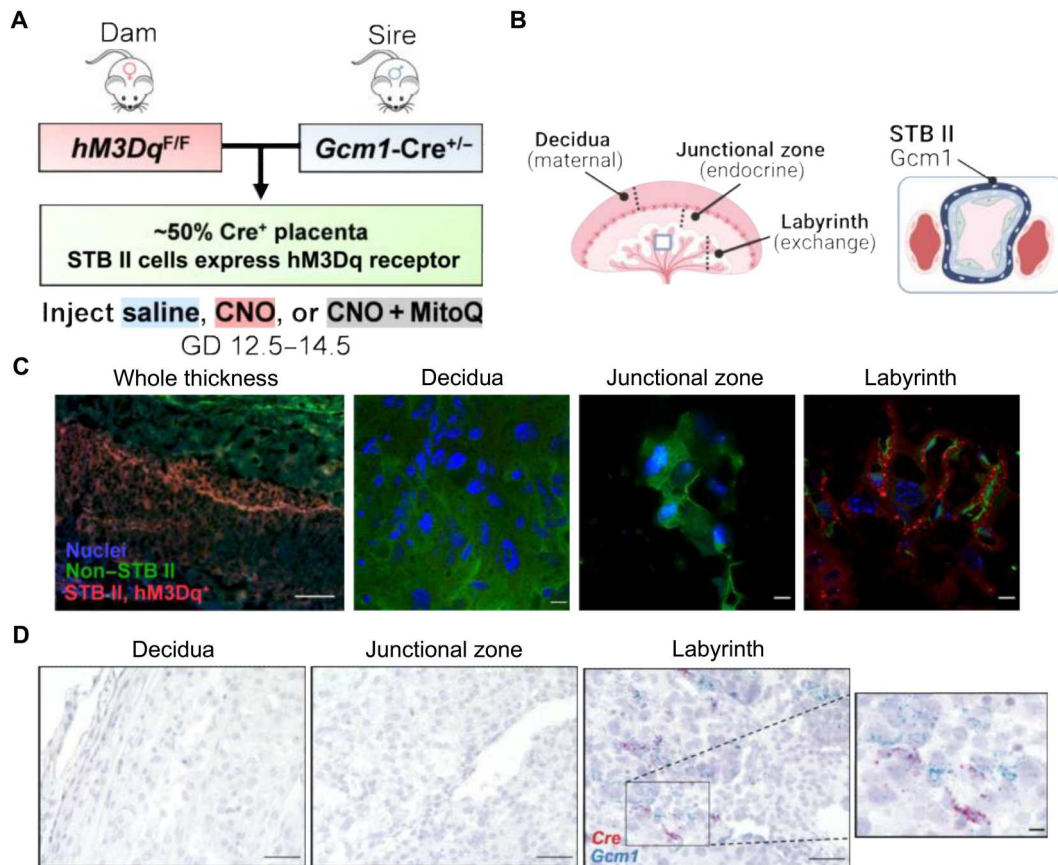 A
Dam
Sire
hM3Dq^F/F
Gcm1-Cre^+/−
~50% Cre⁺ placenta
STB II cells express hM3Dq receptor
Inject saline, CNO, or CNO + MitoQ
GD 12.5–14.5
B
Decidua
(maternal)
Junctional zone
(endocrine)
Labyrinth
(exchange)
STB II
Gcm1
C
Whole thickness
Decidua
Junctional zone
Labyrinth
Nuclei
Non–STB II
STB-II, hM3Dq⁺
D
Decidua
Junctional zone
Labyrinth
Cre
Gcm1